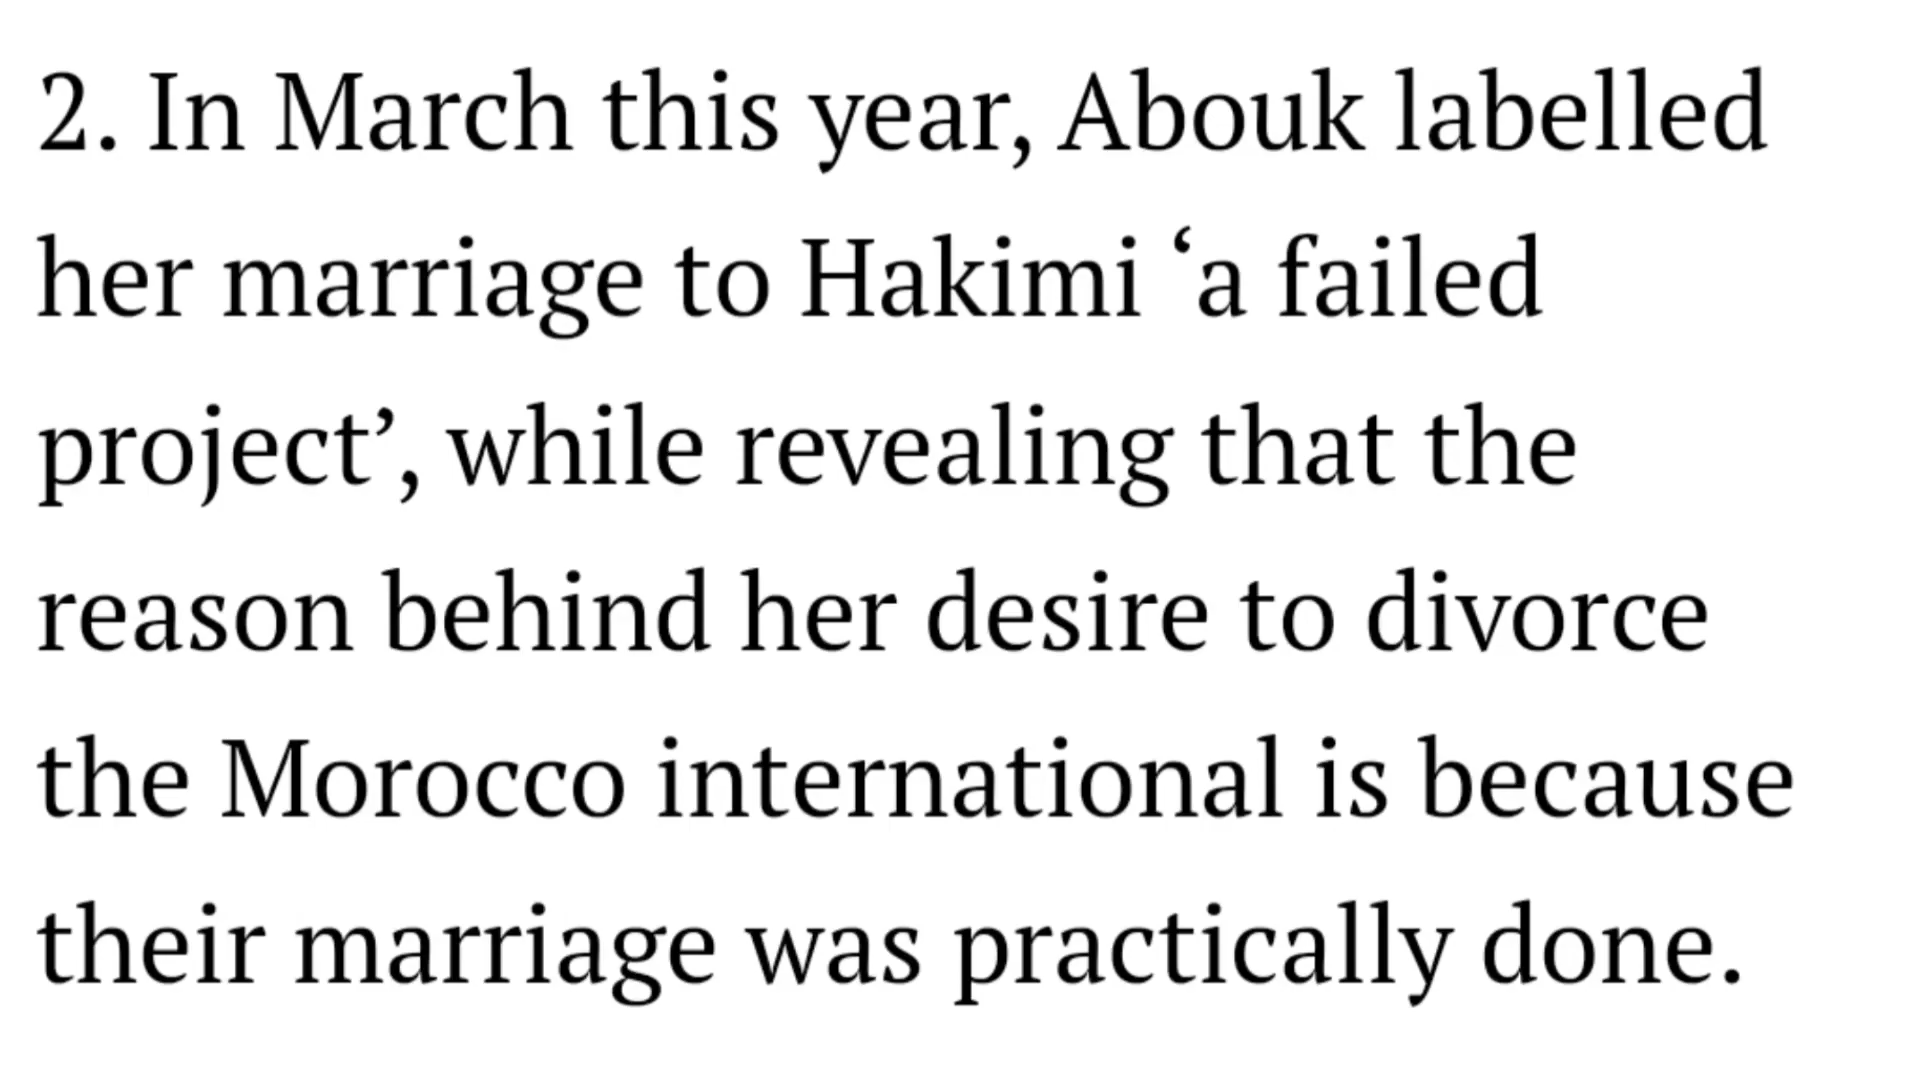 2. In March this year, Abouk labelled
her marriage to Hakimi ‘a failed
project’, while revealing that the
reason behind her desire to divorce
the Morocco international is because
their marriage was practically done.